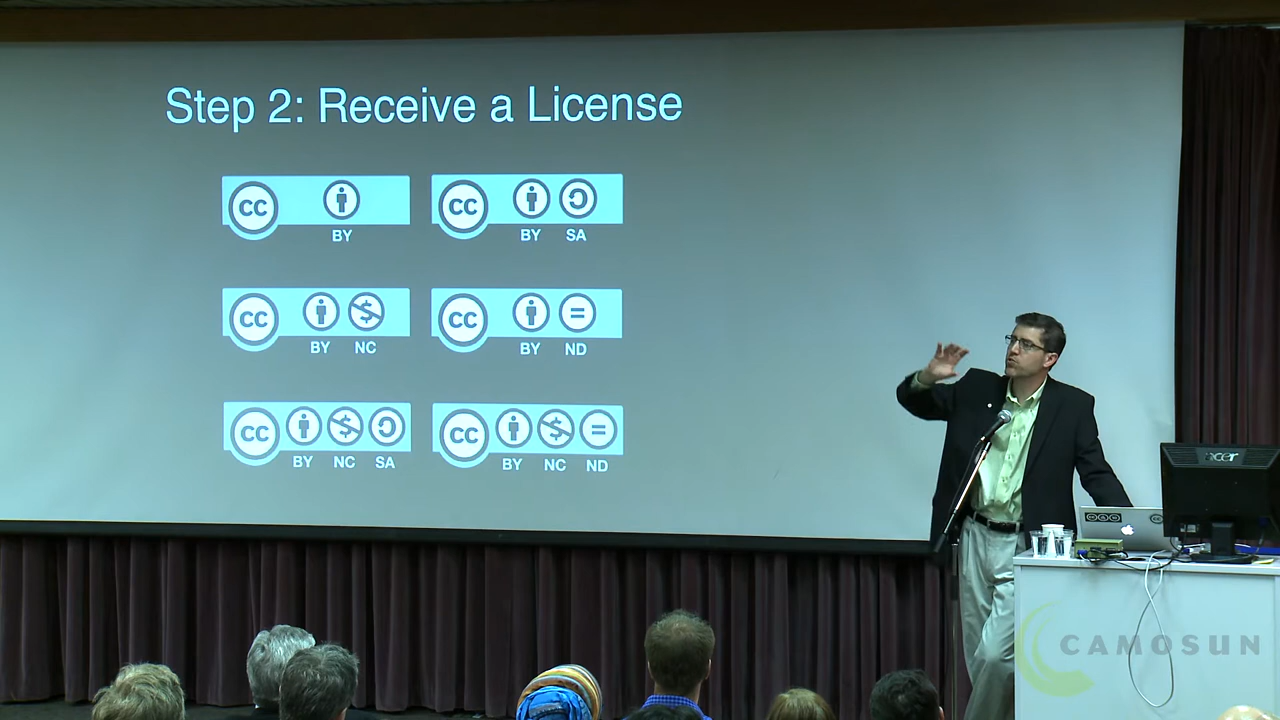 Step 2: Receive a License
CC BY
CC BY SA
CC BY NC
CC BY ND
CC BY NC SA
CC BY NC ND
acer
CAMOSUN